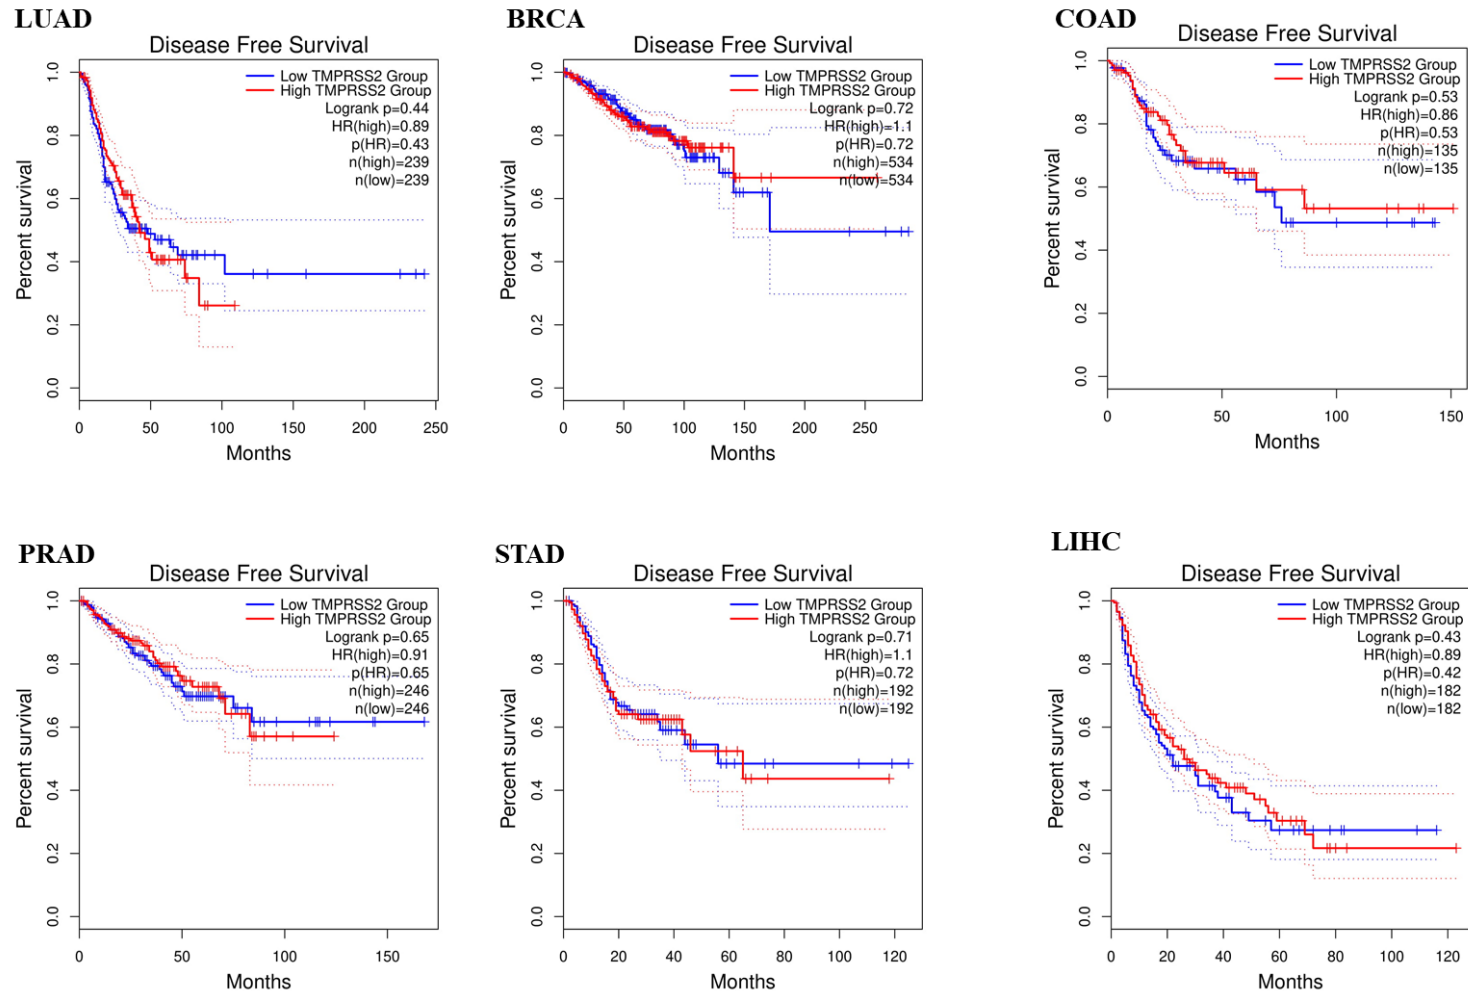 LUAD
Disease Free Survival
Low TMPRSS2 Group
High TMPRSS2 Group
Logrank p=0.44
HR(high)=0.89
p(HR)=0.43
n(high)=239
n(low)=239
Percent survival
1.0
0.8
0.6
0.4
0.2
0.0
0 50 100 150 200 250
Months
BRCA
Disease Free Survival
Low TMPRSS2 Group
High TMPRSS2 Group
Logrank p=0.72
HR(high)=1.1
p(HR)=0.72
n(high)=534
n(low)=534
Percent survival
1.0
0.8
0.6
0.4
0.2
0.0
0 50 100 150 200 250
Months
COAD
Disease Free Survival
Low TMPRSS2 Group
High TMPRSS2 Group
Logrank p=0.53
HR(high)=0.86
p(HR)=0.53
n(high)=135
n(low)=135
Percent survival
1.0
0.8
0.6
0.4
0.2
0.0
0 50 100 150
Months
PRAD
Disease Free Survival
Low TMPRSS2 Group
High TMPRSS2 Group
Logrank p=0.65
HR(high)=0.91
p(HR)=0.65
n(high)=246
n(low)=246
Percent survival
1.0
0.8
0.6
0.4
0.2
0.0
0 50 100 150
Months
STAD
Disease Free Survival
Low TMPRSS2 Group
High TMPRSS2 Group
Logrank p=0.71
HR(high)=1.1
p(HR)=0.72
n(high)=192
n(low)=192
Percent survival
1.0
0.8
0.6
0.4
0.2
0.0
0 20 40 60 80 100 120
Months
LIHC
Disease Free Survival
Low TMPRSS2 Group
High TMPRSS2 Group
Logrank p=0.43
HR(high)=0.89
p(HR)=0.42
n(high)=182
n(low)=182
Percent survival
1.0
0.8
0.6
0.4
0.2
0.0
0 20 40 60 80 100 120
Months